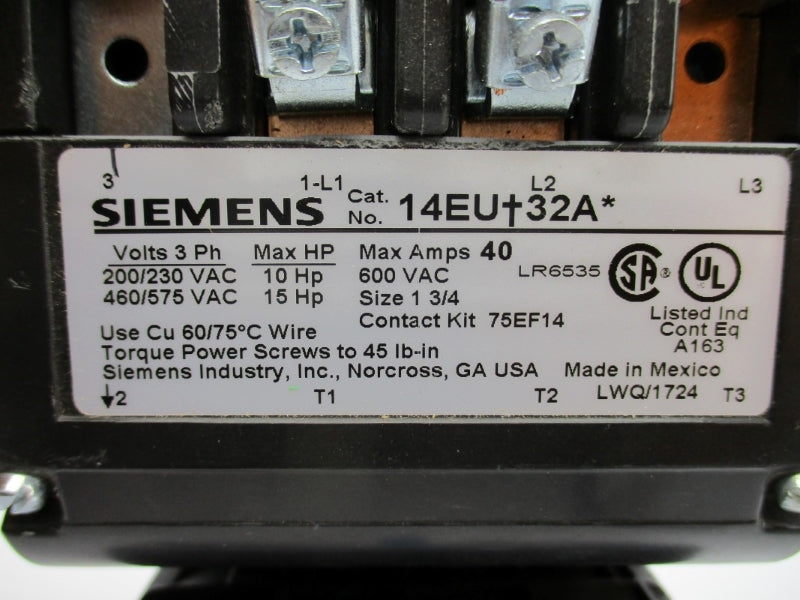 3 1-L1 L2 L3
SIEMENS Cat. No. 14EU†32A*
Volts 3 Ph Max HP Max Amps 40
200/230 VAC 10 Hp 600 VAC LR6535 SA ® UL
460/575 VAC 15 Hp Size 1 3/4
Contact Kit 75EF14 Listed Ind
Use Cu 60/75°C Wire Cont Eq
Torque Power Screws to 45 lb-in A163
Siemens Industry, Inc., Norcross, GA USA Made in Mexico
↓2 T1 T2 LWQ/1724 T3